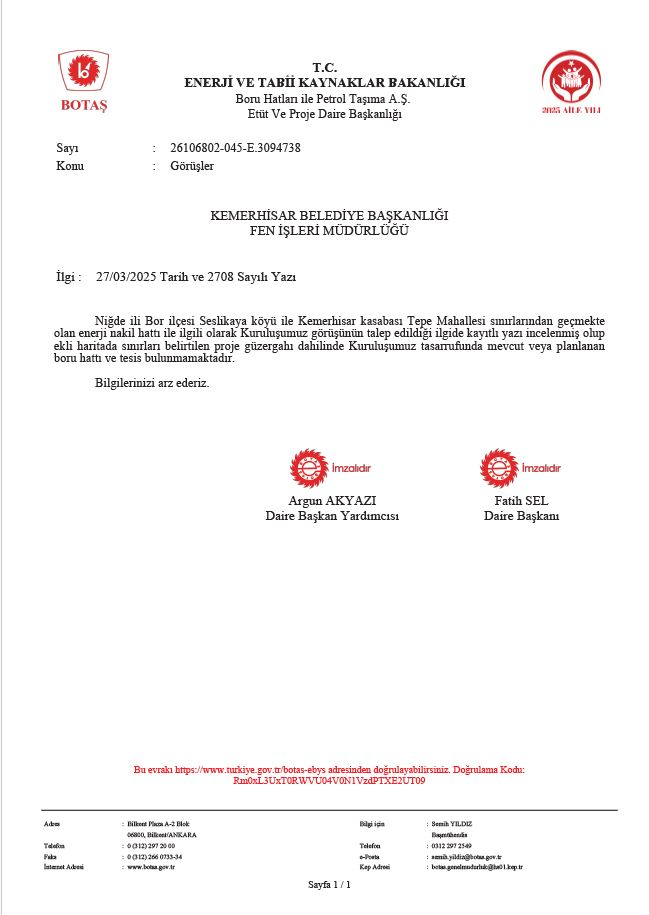 T.C.
ENERJİ VE TABİİ KAYNAKLAR BAKANLIĞI
Boru Hatları ile Petrol Taşıma A.Ş.
Etüt Ve Proje Daire Başkanlığı
BOTAŞ
2025 AİLE YILI
Sayı : 26106802-045-E.3094738
Konu : Görüşler
KEMERHİSAR BELEDİYE BAŞKANLIĞI
FEN İŞLERİ MÜDÜRLÜĞÜ
İlgi : 27/03/2025 Tarih ve 2708 Sayılı Yazı
Niğde ili Bor ilçesi Seslikaya köyü ile Kemerhisar kasabası Tepe Mahallesi sınırlarından geçmekte
olan enerji nakil hattı ile ilgili olarak Kuruluşumuz görüşünün talep edildiği ilgide kayıtlı yazı incelenmiş olup
ekli haritada sınırları belirtilen proje güzergahı dahilinde Kuruluşumuz tasarrufunda mevcut veya planlanan
boru hattı ve tesis bulunmamaktadır.
Bilgilerinizi arz ederiz.
İmzalıdır İmzalıdır
Argun AKYAZI Fatih SEL
Daire Başkan Yardımcısı Daire Başkanı
Bu evrakı https://www.turkiye.gov.tr/botas-ebys adresinden doğrulayabilirsiniz. Doğrulama Kodu:
Rm0xL3UxT0RWVU04V0N1VzdPTXE2UT09
Adres : Bilkent Plaza A-2 Blok Bilgi için : Semih YILDIZ
06800, Bilkent/ANKARA Başmühendis
Telefon : 0 (312) 297 20 00 Telefon : 0312 297 2549
Faks : 0 (312) 266 0733-34 e-Posta : semih.yildiz@botas.gov.tr
İnternet Adresi : www.botas.gov.tr Kep Adresi : botas.genelmudurluk@hs01.kep.tr
Sayfa 1 / 1